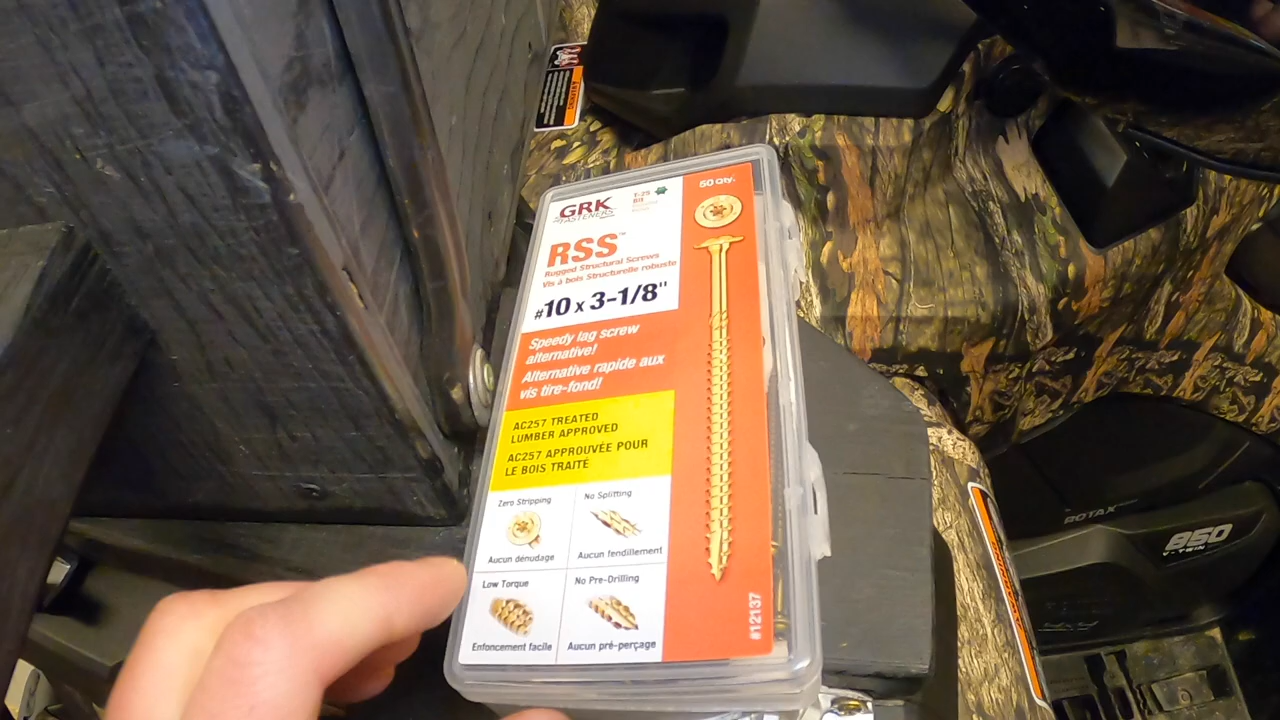 WARNING
50 Qty.
GRK
FASTENERS
T-25
BIT
RSS™
Rugged Structural Screws
Vis à bois Structurelle robuste
#10 x 3-1/8"
Speedy lag screw
alternative!
Alternative rapide aux
vis tire-fond!
AC257 TREATED
LUMBER APPROVED
AC257 APPROUVÉE POUR
LE BOIS TRAITÉ
Zero Stripping
Aucun dénudage
No Splitting
Aucun fendillement
Low Torque
Enfoncement facile
No Pre-Drilling
Aucun pré-perçage
#12137
ROTAX
850
V-TWIN